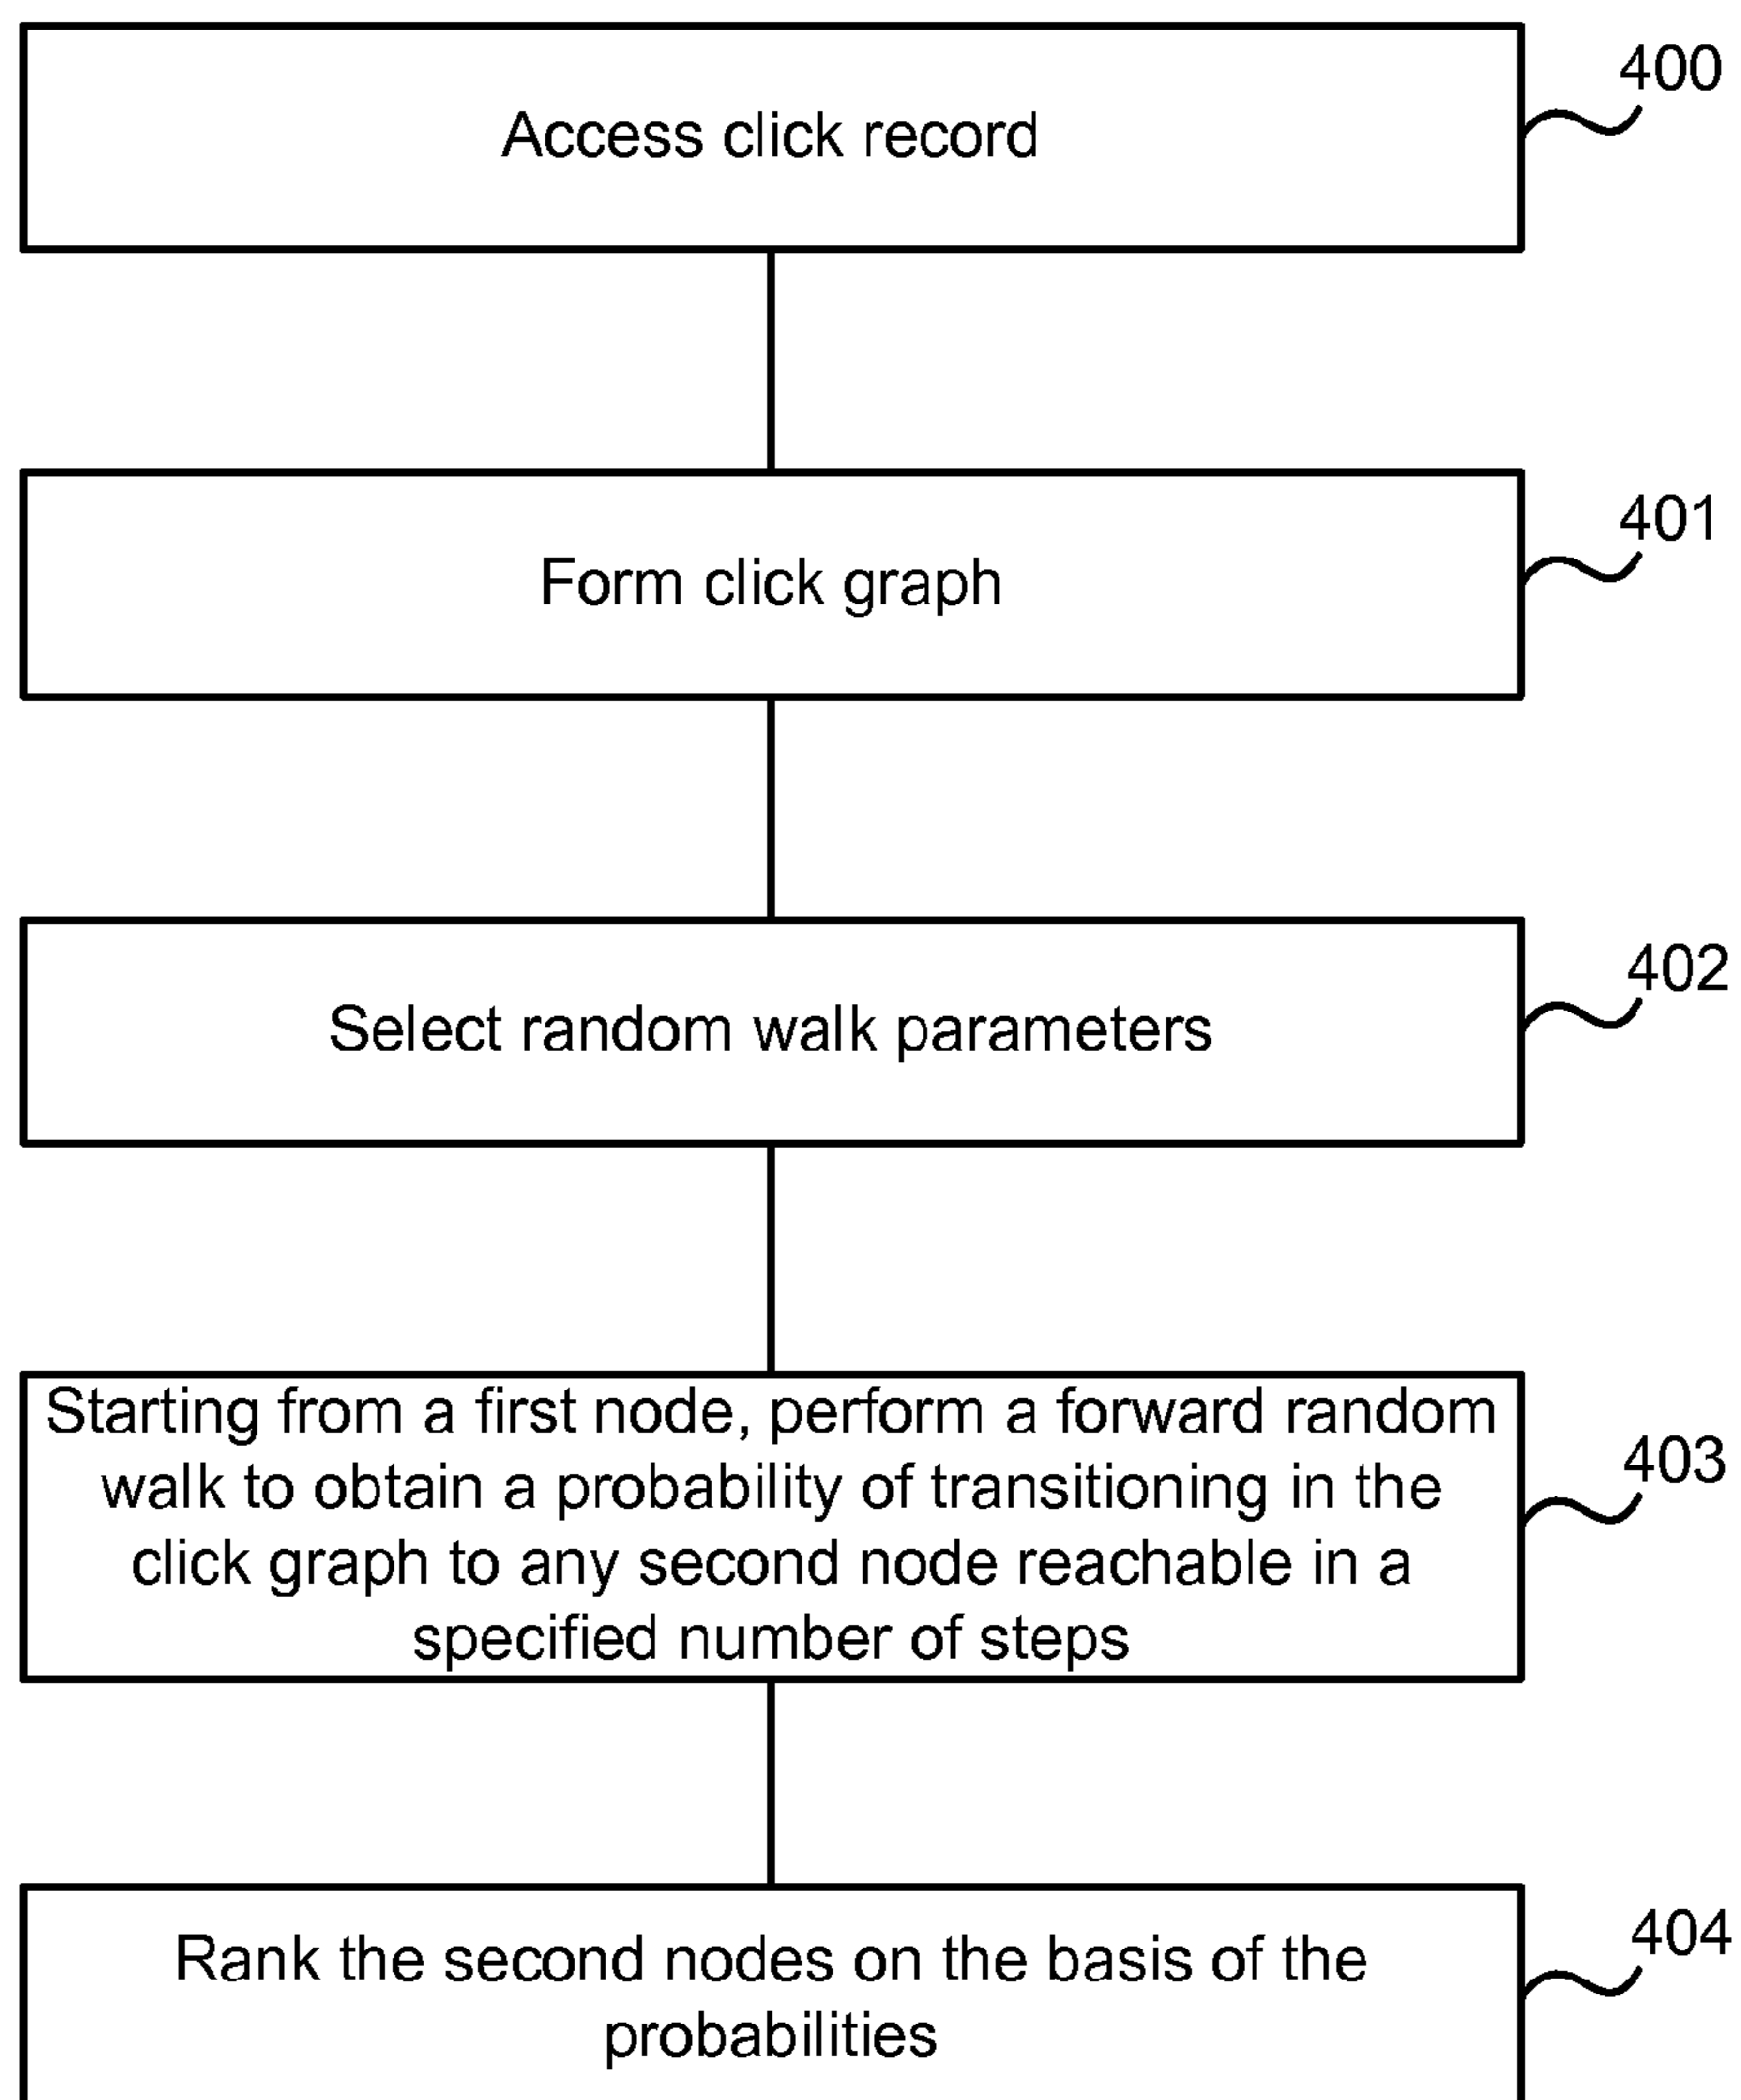 400
Access click record
401
Form click graph
402
Select random walk parameters
403
Starting from a first node, perform a forward random
walk to obtain a probability of transitioning in the
click graph to any second node reachable in a
specified number of steps
404
Rank the second nodes on the basis of the
probabilities